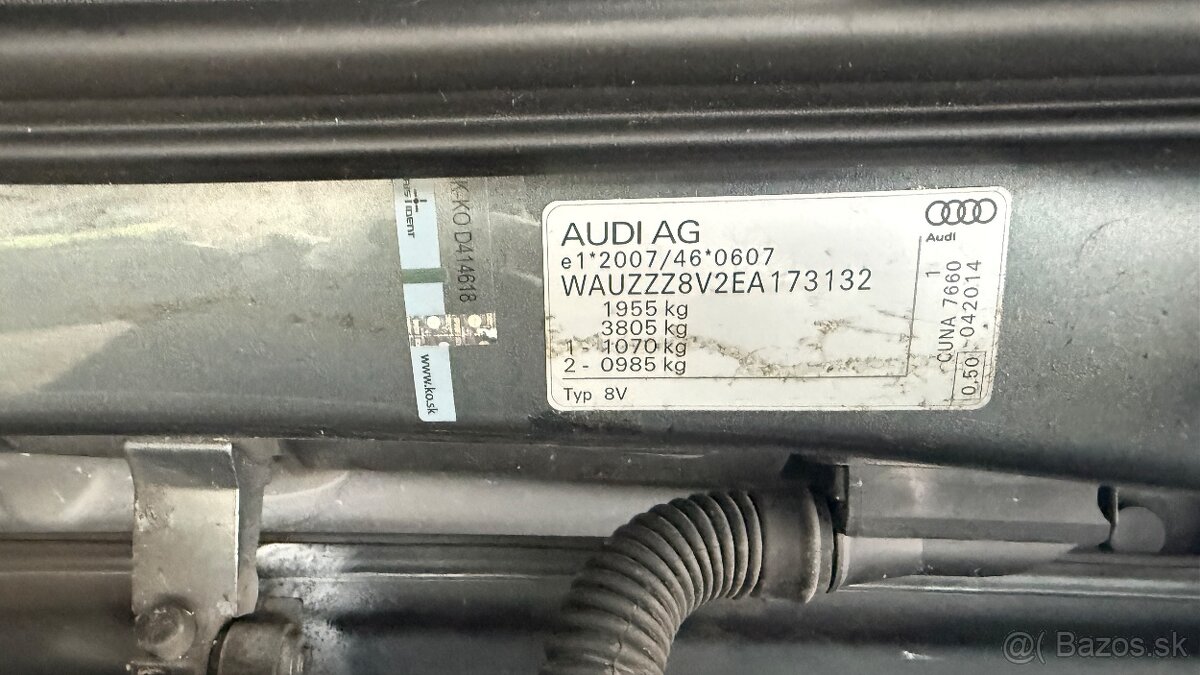 K-KO D414618
IDENT
www.ko.sk
AUDI AG
e1*2007/46*0607
WAUZZZ8V2EA173132
1955 kg
3805 kg
1 - 1070 kg
2 - 0985 kg
Typ 8V
Audi
CUNA 7660 1
0,50 -042014
@( Bazos.sk